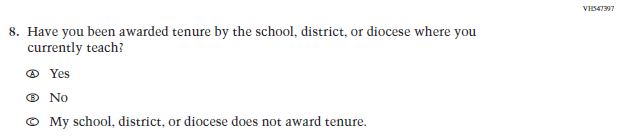 VH547397
8. Have you been awarded tenure by the school, district, or diocese where you
currently teach?
Ⓐ Yes
Ⓑ No
Ⓒ My school, district, or diocese does not award tenure.